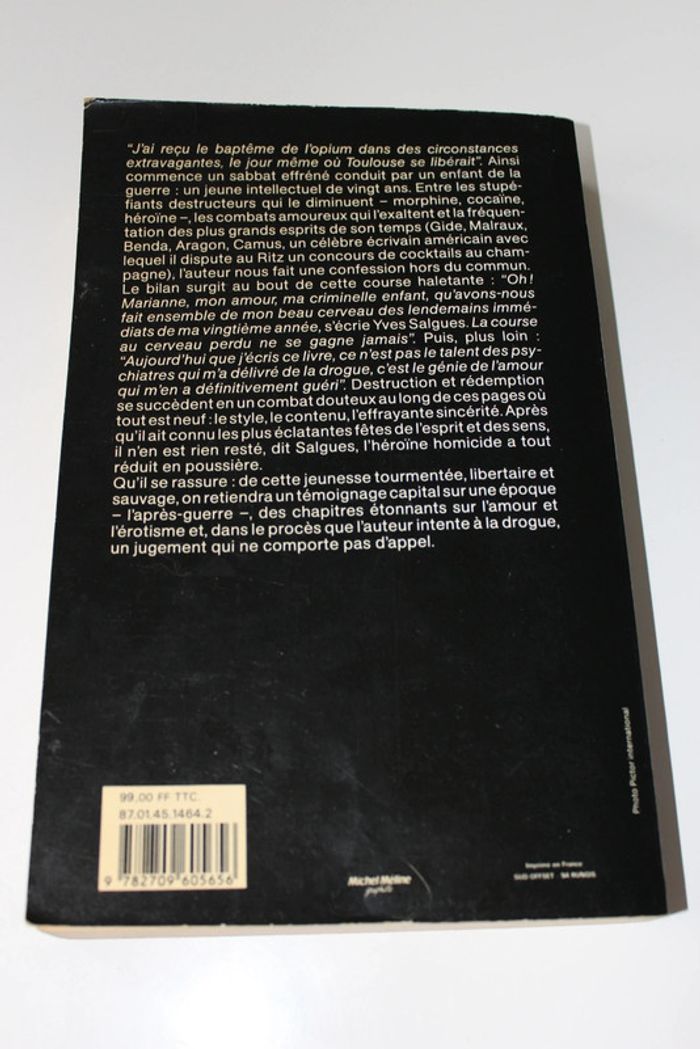 "J'ai reçu le baptême de l'opium dans des circonstances
extravagantes, le jour même où Toulouse se libérait". Ainsi
commence un sabbat effréné conduit par un enfant de la
guerre : un jeune intellectuel de vingt ans. Entre les stupé-
fiants destructeurs qui le diminuent – morphine, cocaïne,
héroïne –, les combats amoureux qui l'exaltent et la fréquen-
tation des plus grands esprits de son temps (Gide, Malraux,
Benda, Aragon, Camus, un célèbre écrivain américain avec
lequel il dispute au Ritz un concours de cocktails au cham-
pagne), l'auteur nous fait une confession hors du commun.
Le bilan surgit au bout de cette course haletante : "Oh!
Marianne, mon amour, ma criminelle enfant, qu'avons-nous
fait ensemble de mon beau cerveau des lendemains immé-
diats de ma vingtième année, s'écrie Yves Salgues. La course
au cerveau perdu ne se gagne jamais". Puis, plus loin :
"Aujourd'hui que j'écris ce livre, ce n'est pas le talent des psy-
chiatres qui m'a délivré de la drogue, c'est le génie de l'amour
qui m'en a définitivement guéri". Destruction et rédemption
se succèdent en un combat douteux au long de ces pages où
tout est neuf : le style, le contenu, l'effrayante sincérité. Après
qu'il ait connu les plus éclatantes fêtes de l'esprit et des sens,
il n'en est rien resté, dit Salgues, l'héroïne homicide a tout
réduit en poussière.
Qu'il se rassure : de cette jeunesse tourmentée, libertaire et
sauvage, on retiendra un témoignage capital sur une époque
– l'après-guerre –, des chapitres étonnants sur l'amour et
l'érotisme et, dans le procès que l'auteur intente à la drogue,
un jugement qui ne comporte pas d'appel.
Photo Pictor international
99,00 FF TTC.
87.01.45.1464.2
9 782709 605656
Michel Méline
Imprimé en France
SUD OFFSET 94 RUNGIS